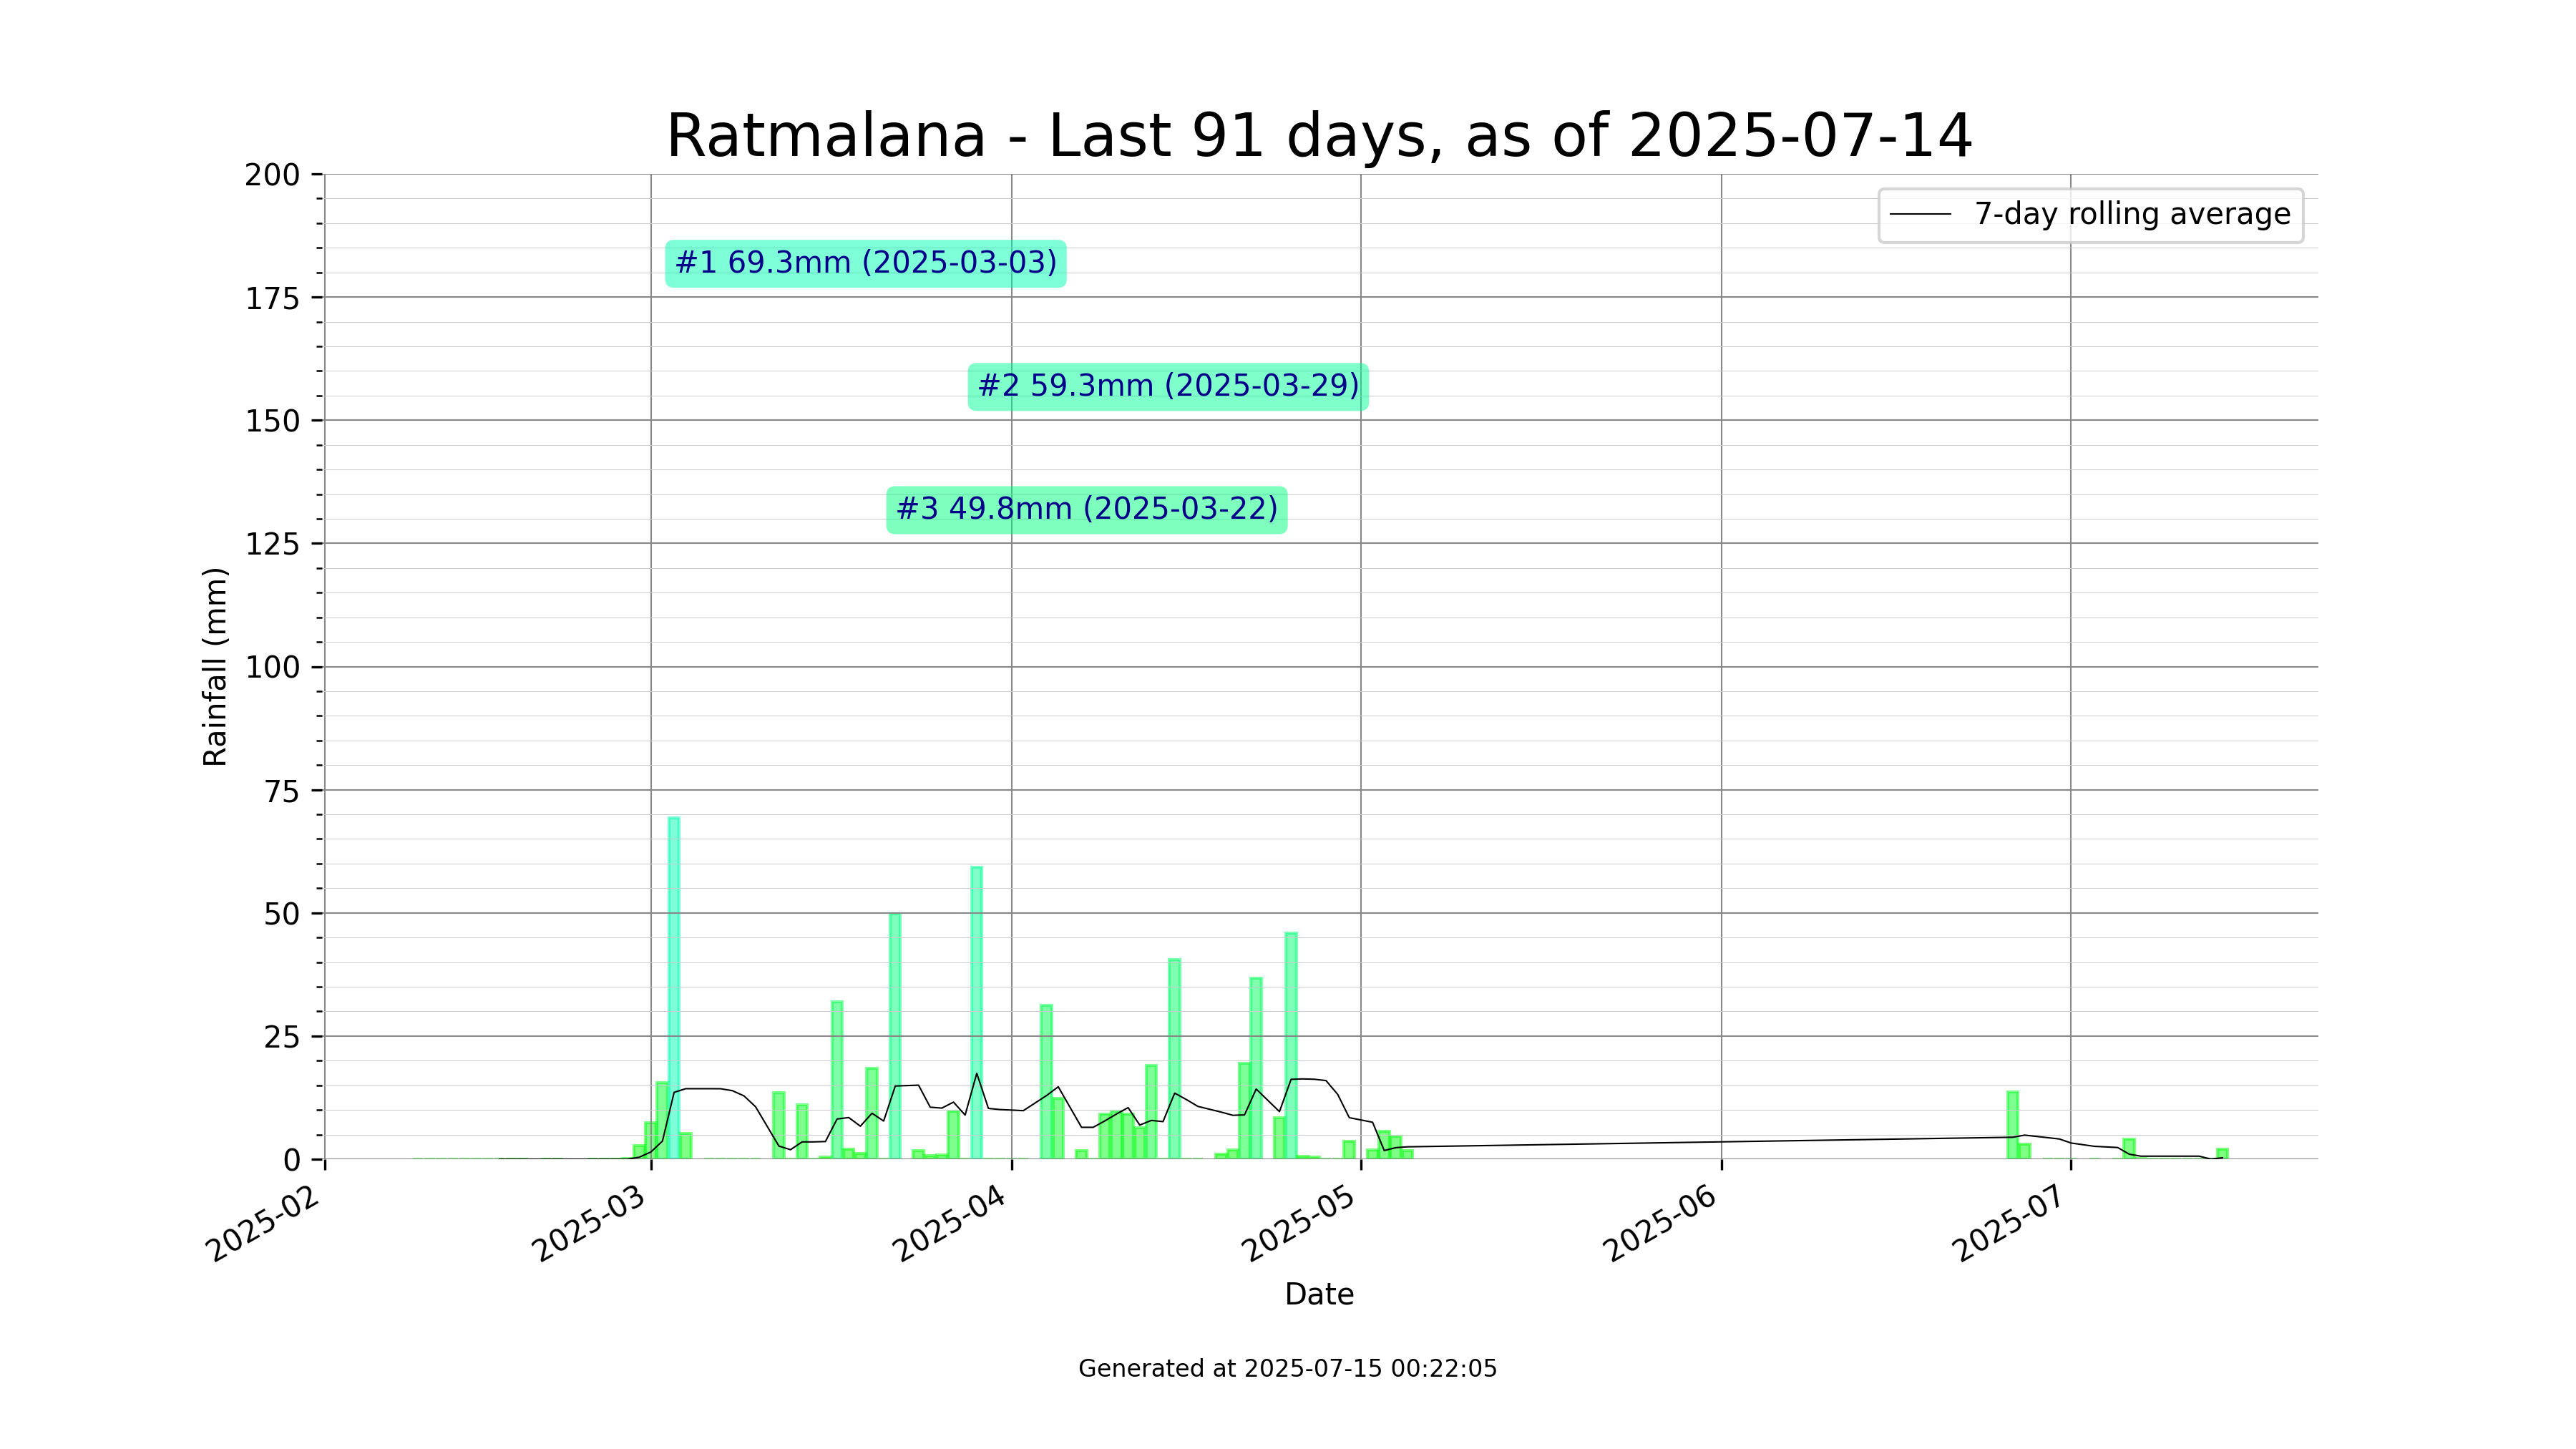 Ratmalana - Last 91 days, as of 2025-07-14
200
175
150
125
100
75
50
25
0
Rainfall (mm)
7-day rolling average
#1 69.3mm (2025-03-03)
#2 59.3mm (2025-03-29)
#3 49.8mm (2025-03-22)
2025-02
2025-03
2025-04
2025-05
2025-06
2025-07
Date
Generated at 2025-07-15 00:22:05